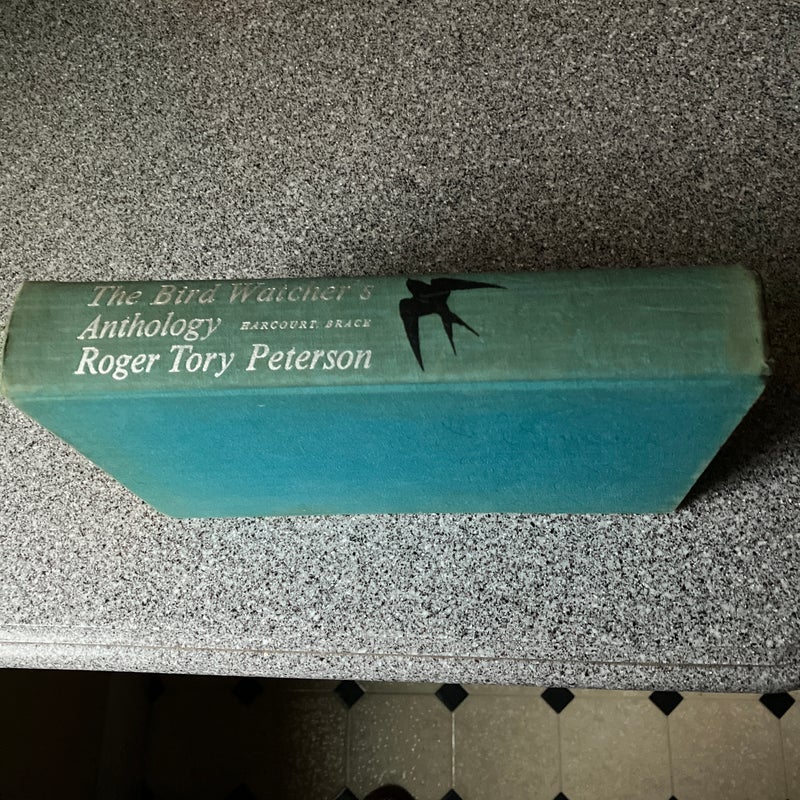 The Bird Watcher's
Anthology HARCOURT, BRACE
Roger Tory Peterson